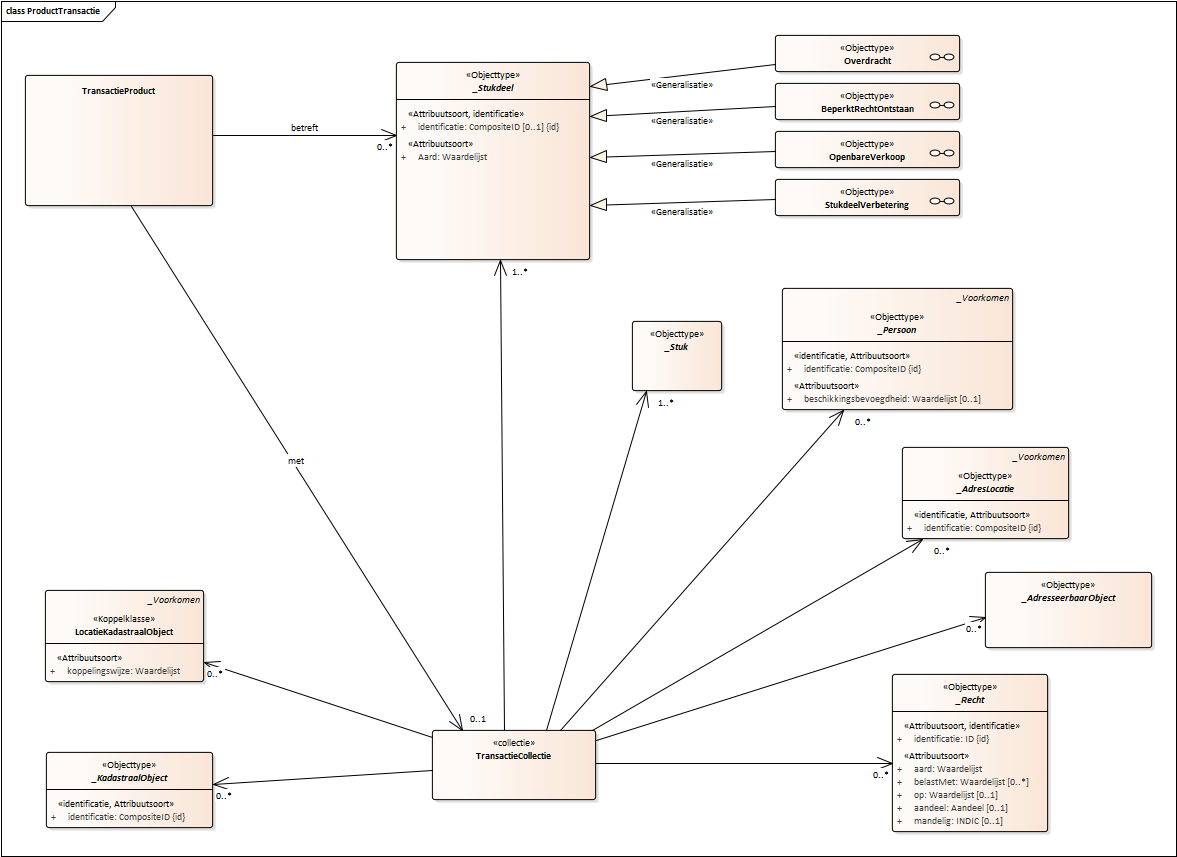 class ProductTransactie
TransactieProduct
betreft
0..*
«Objecttype»
_Stukdeel
«Attribuutsoort, identificatie»
+ identificatie: CompositeID [0..1] {id}
«Attribuutsoort»
+ Aard: Waardelijst
«Objecttype»
Overdracht
«Generalisatie»
«Objecttype»
BeperktRechtOntstaan
«Generalisatie»
«Objecttype»
OpenbareVerkoop
«Generalisatie»
«Objecttype»
StukdeelVerbetering
«Generalisatie»
1..*
«Objecttype»
_Stuk
1..*
_Voorkomen
«Objecttype»
_Persoon
«identificatie, Attribuutsoort»
+ identificatie: CompositeID {id}
«Attribuutsoort»
+ beschikkingsbevoegdheid: Waardelijst [0..1]
0..*
_Voorkomen
«Objecttype»
_AdresLocatie
«identificatie, Attribuutsoort»
+ identificatie: CompositeID {id}
0..*
met
«Objecttype»
_AdresseerbaarObject
0..*
_Voorkomen
«Koppelklasse»
LocatieKadastraalObject
«Attribuutsoort»
+ koppelingswijze: Waardelijst
0..*
0..1
«collectie»
TransactieCollectie
«Objecttype»
_Recht
«Attribuutsoort, identificatie»
+ identificatie: ID {id}
«Attribuutsoort»
+ aard: Waardelijst
+ belastMet: Waardelijst [0..*]
+ op: Waardelijst [0..1]
+ aandeel: Aandeel [0..1]
+ mandelig: INDIC [0..1]
0..*
«Objecttype»
_KadastraalObject
«identificatie, Attribuutsoort»
+ identificatie: CompositeID {id}
0..*